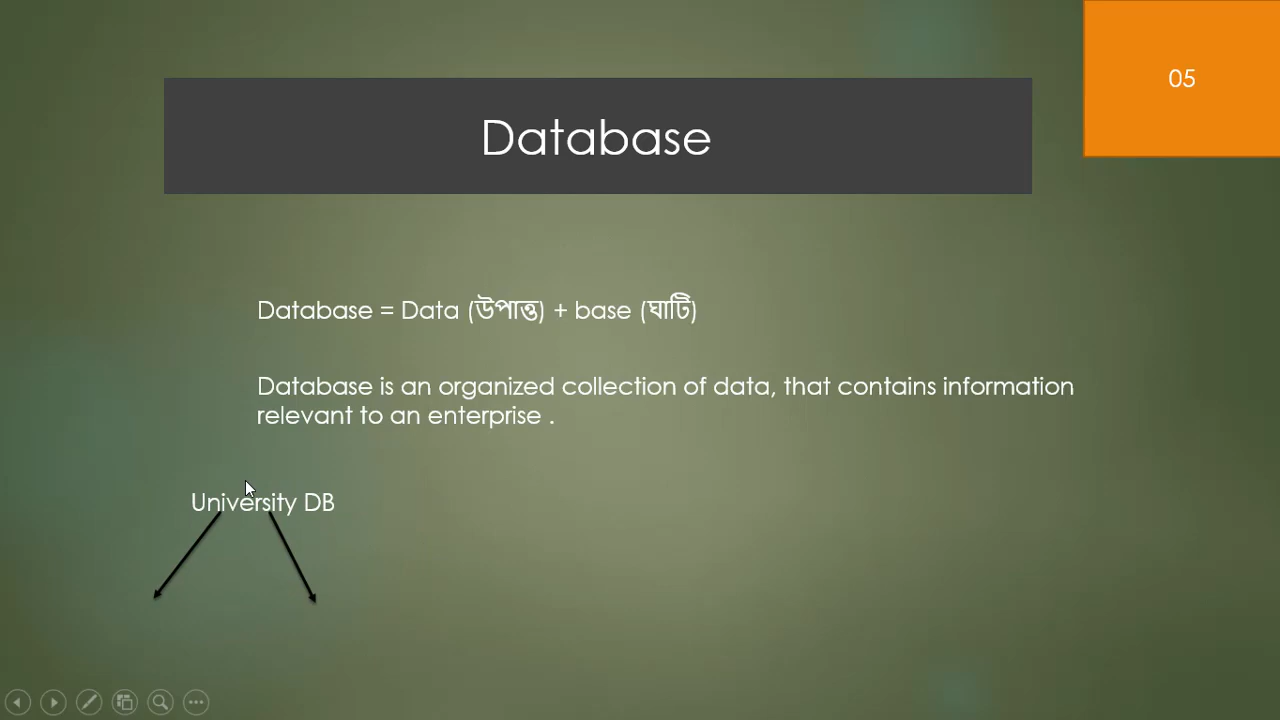 05
Database
Database = Data (উপাত্ত) + base (ঘাটি)
Database is an organized collection of data, that contains information
relevant to an enterprise .
University DB